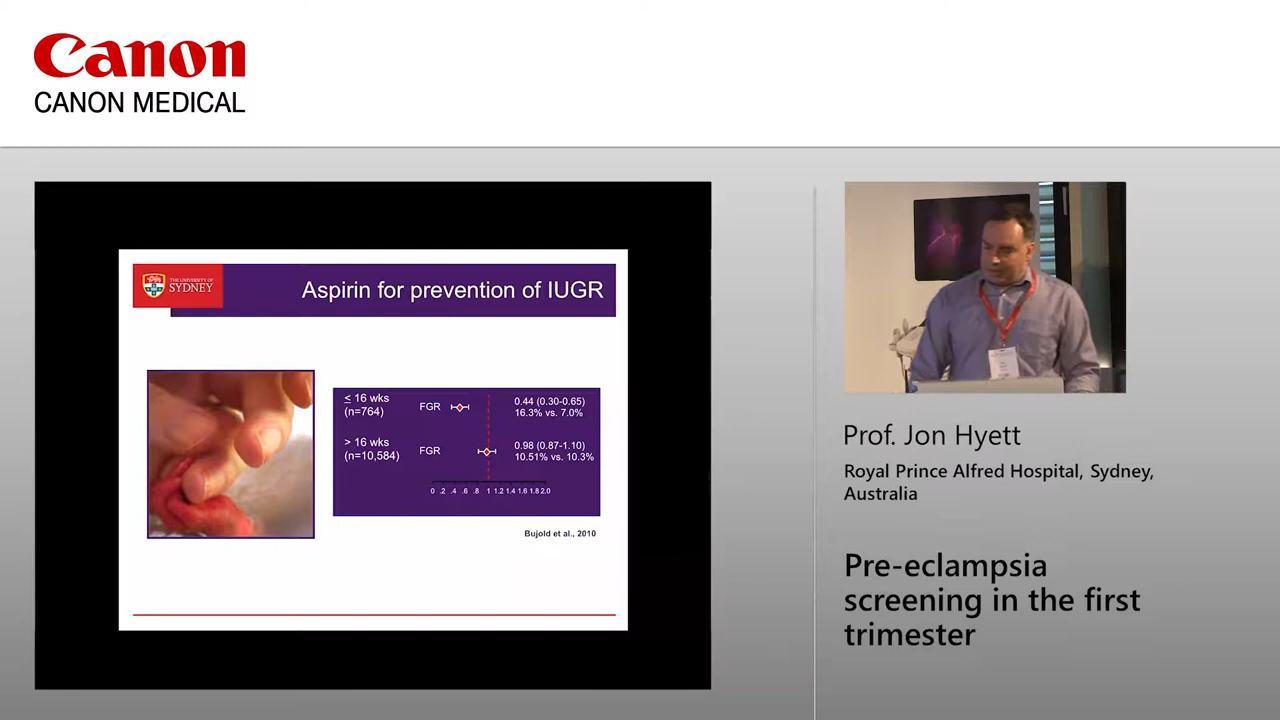 Canon
CANON MEDICAL
THE UNIVERSITY OF
SYDNEY
Aspirin for prevention of IUGR
≤ 16 wks
(n=764)
FGR
0.44 (0.30-0.65)
16.3% vs. 7.0%
> 16 wks
(n=10,584)
FGR
0.98 (0.87-1.10)
10.51% vs. 10.3%
0 .2 .4 .6 .8 1 1.2 1.4 1.6 1.8 2.0
Bujold et al., 2010
Prof. Jon Hyett
Royal Prince Alfred Hospital, Sydney,
Australia
Pre-eclampsia
screening in the first
trimester